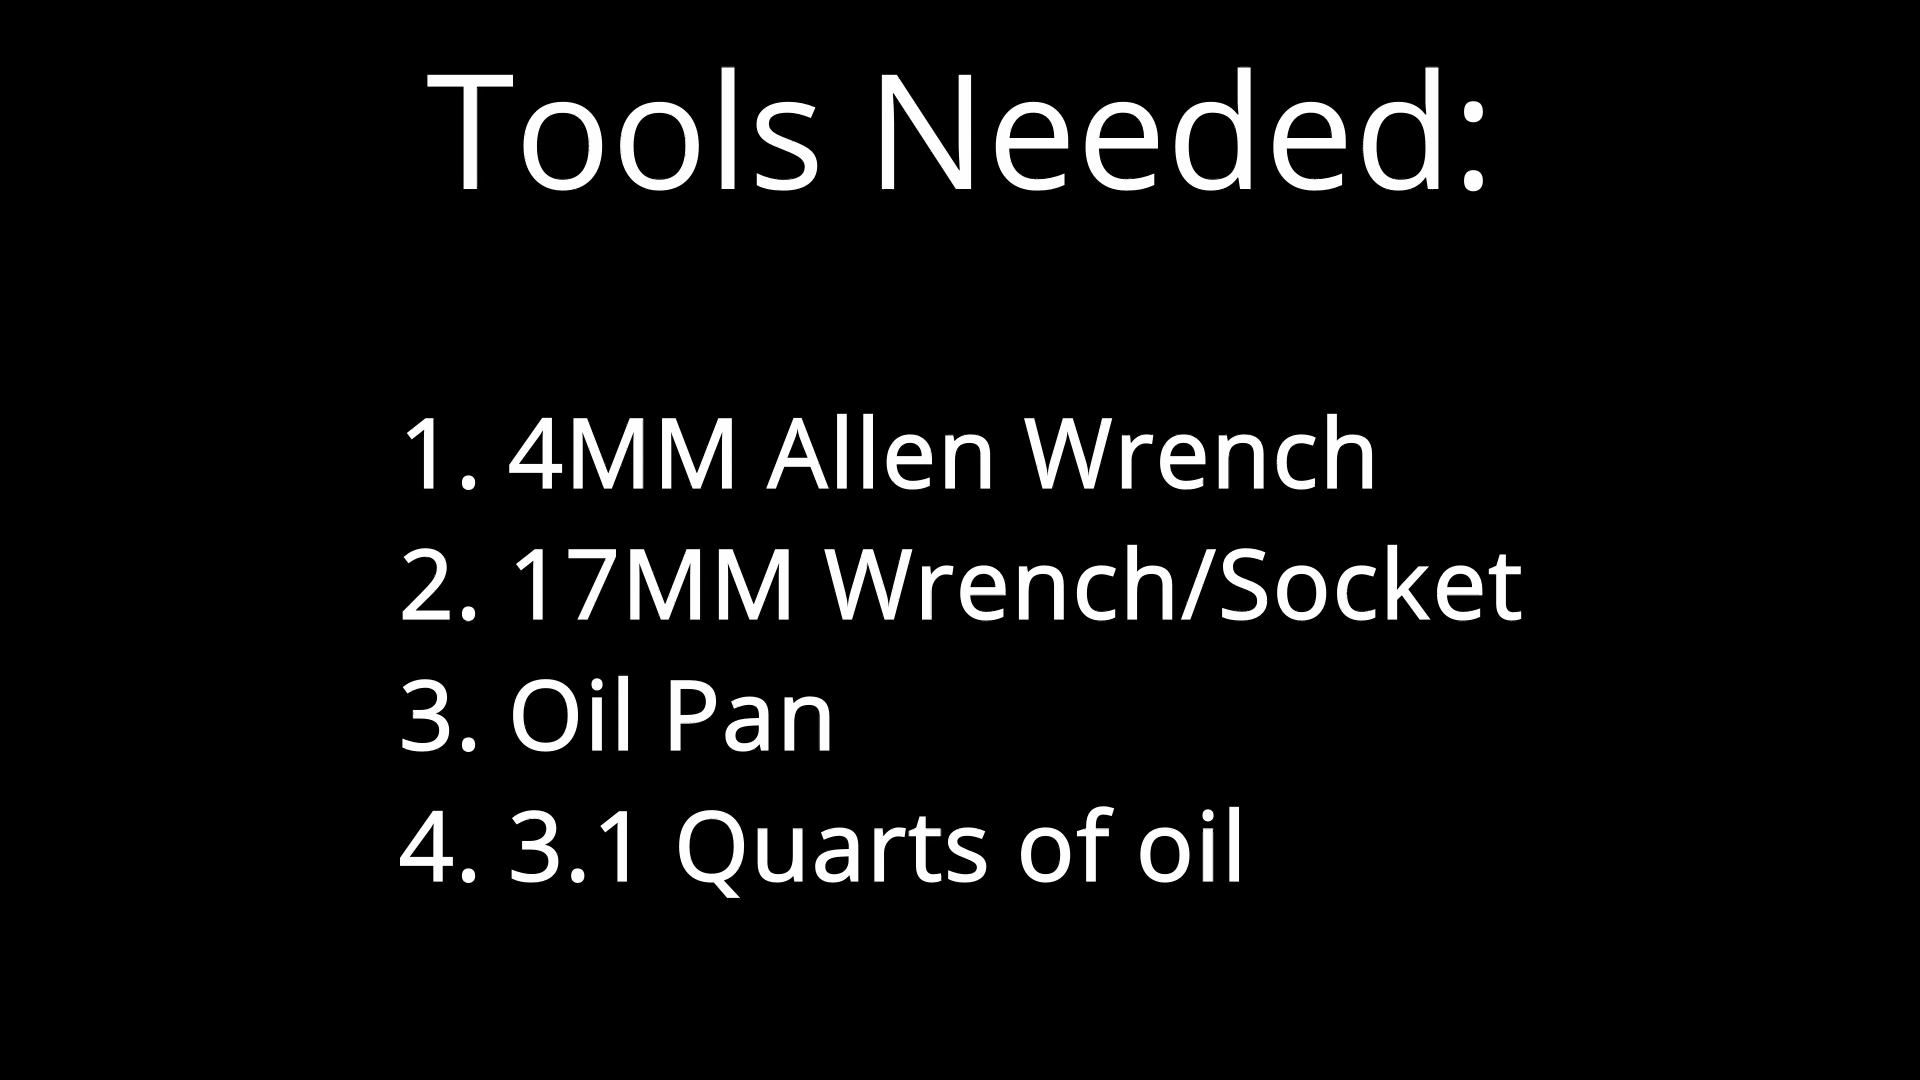 Tools Needed:
1. 4MM Allen Wrench
2. 17MM Wrench/Socket
3. Oil Pan
4. 3.1 Quarts of oil